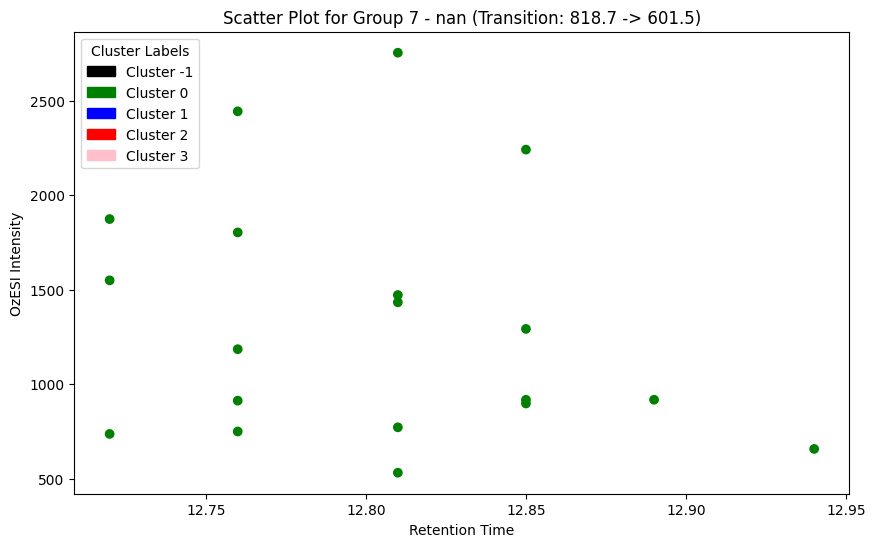 Scatter Plot for Group 7 - nan (Transition: 818.7 -> 601.5)
Cluster Labels
Cluster -1
Cluster 0
Cluster 1
Cluster 2
Cluster 3
OzESI Intensity
2500
2000
1500
1000
500
12.75 12.80 12.85 12.90 12.95
Retention Time